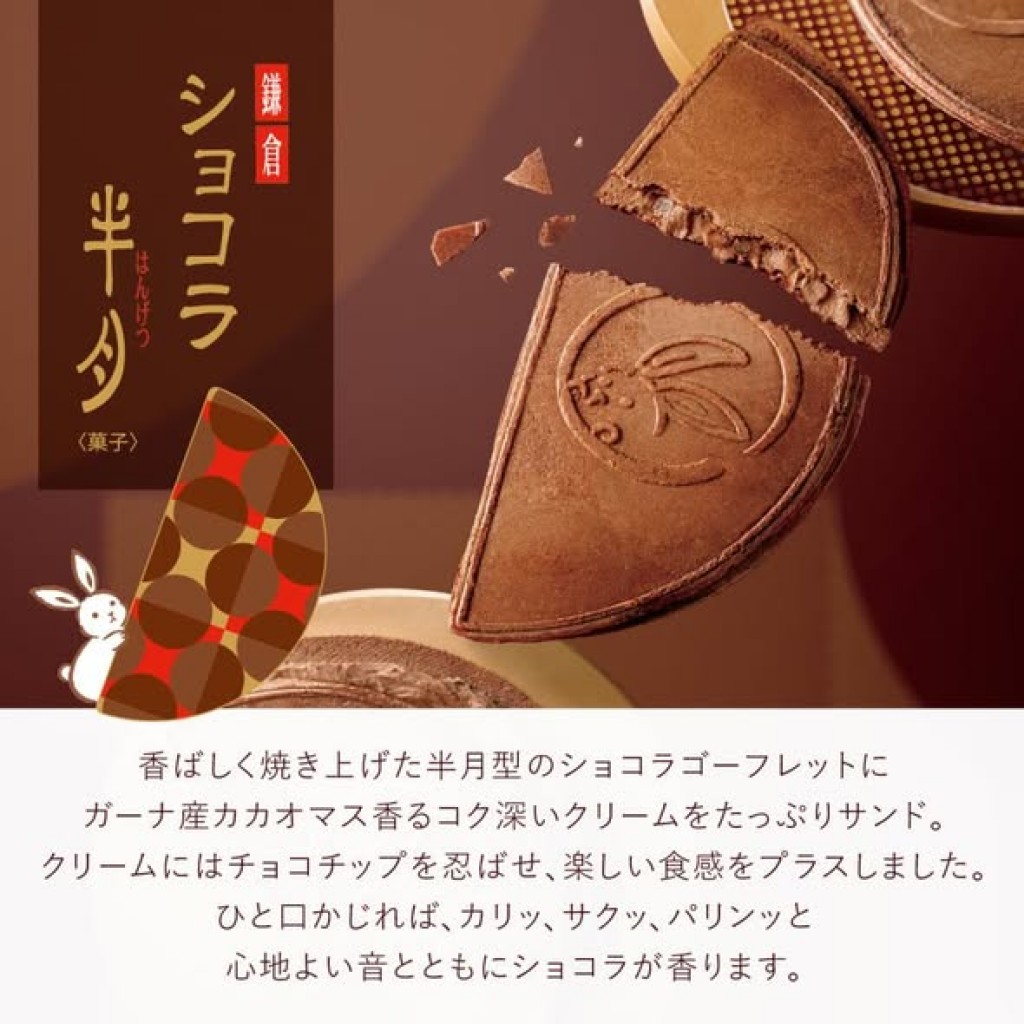 鎌倉
ショコラ
半月
はんげつ
〈菓子〉
香ばしく焼き上げた半月型のショコラゴーフレットに
ガーナ産カカオマス香るコク深いクリームをたっぷりサンド。
クリームにはチョコチップを忍ばせ、楽しい食感をプラスしました。
ひと口かじれば、カリッ、サクッ、パリンッと
心地よい音とともにショコラが香ります。